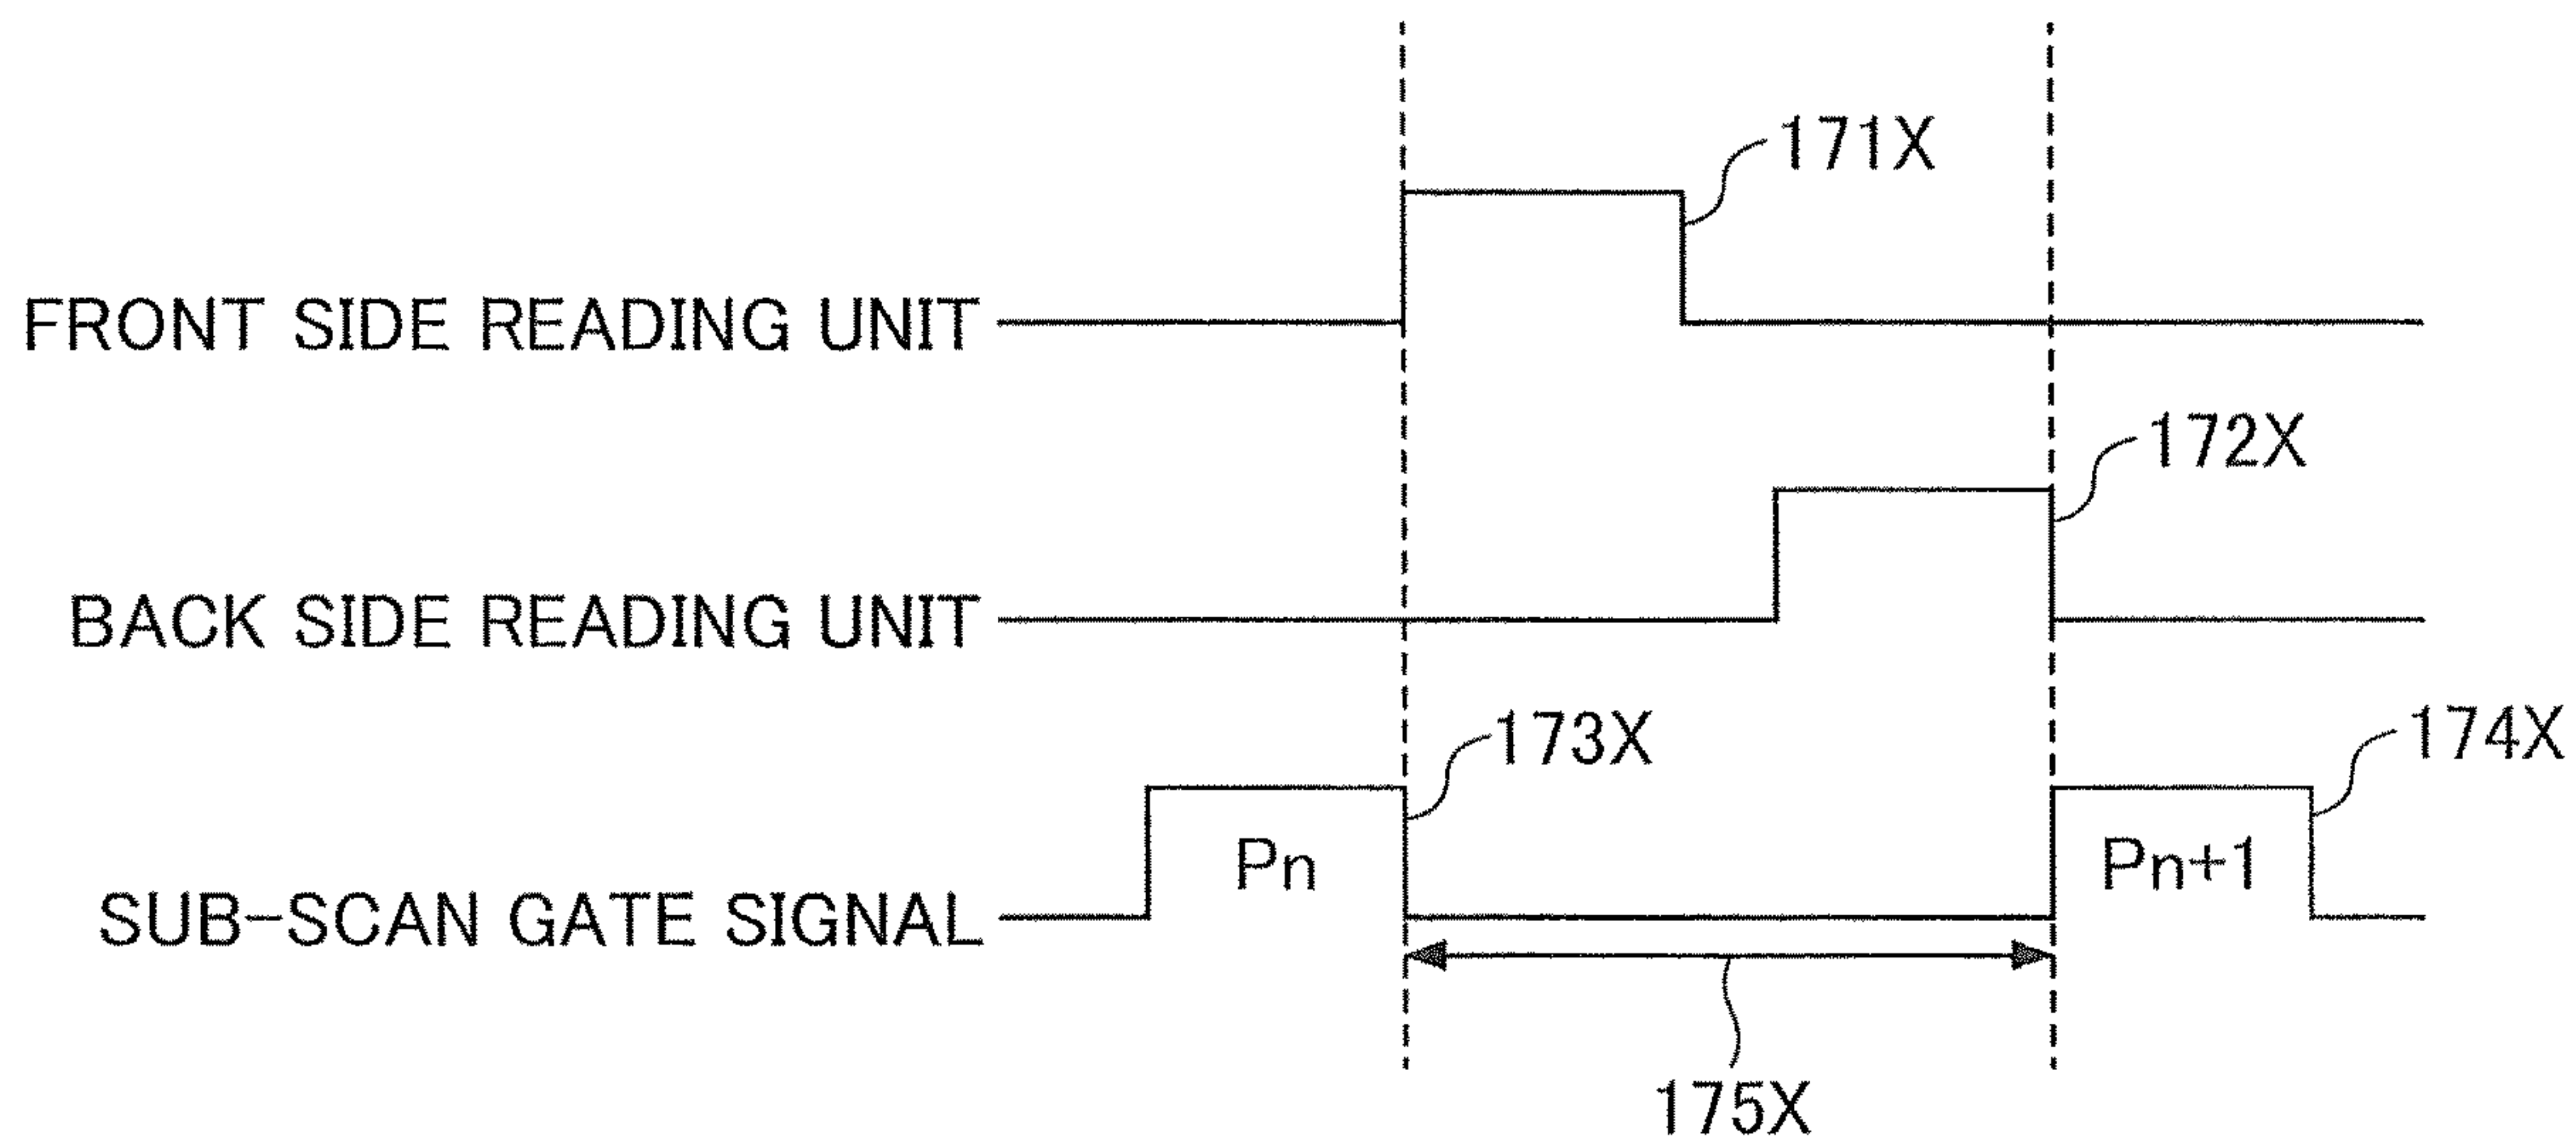 171X
FRONT SIDE READING UNIT
172X
BACK SIDE READING UNIT
173X
174X
Pn
Pn+1
SUB-SCAN GATE SIGNAL
175X